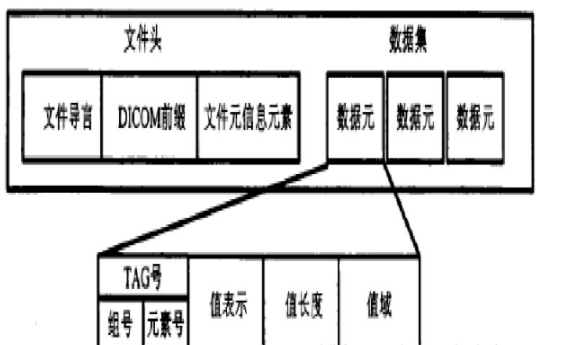 文件头 数据集
文件导言 DICOM前缀 文件元信息元素 数据元 数据元 数据元
TAG号
值表示 值长度 值域
组号 元素号